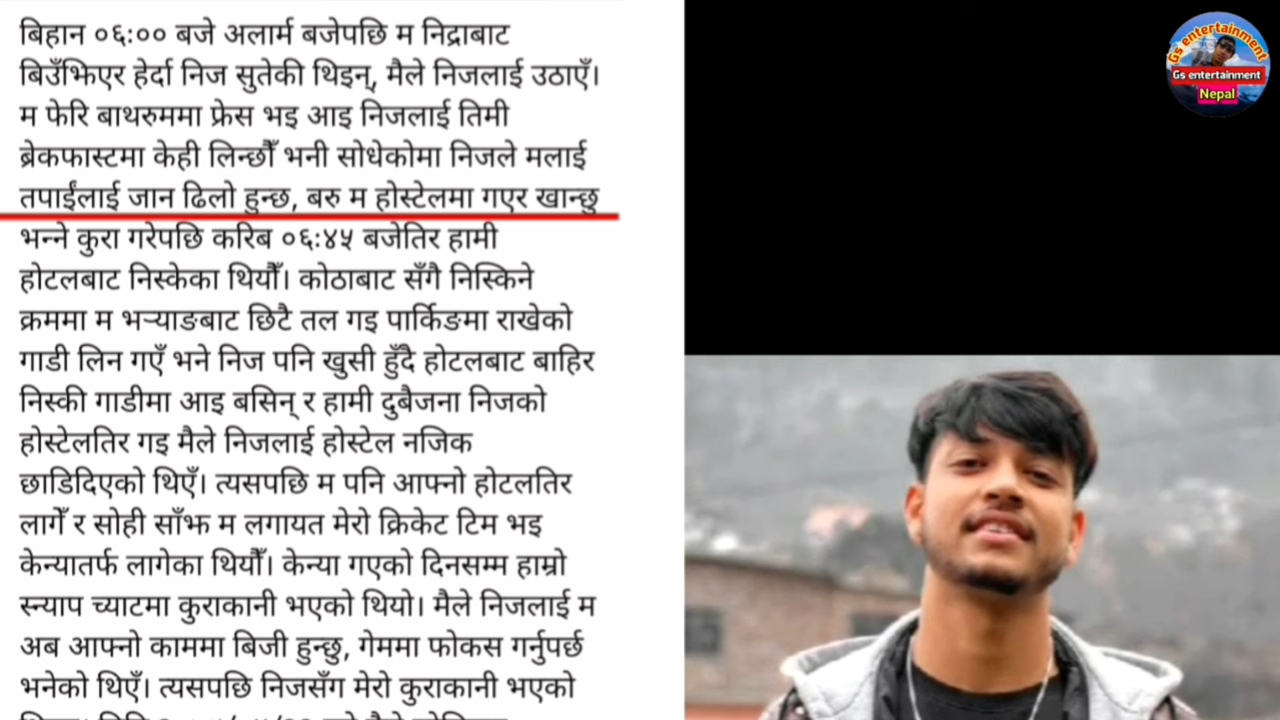 बिहान ०६:०० बजे अलार्म बजेपछि म निद्राबाट
बिउँझिएर हेर्दा निज सुतेकी थिइन्, मैले निजलाई उठाएँ।
म फेरि बाथरुममा फ्रेस भइ आइ निजलाई तिमी
ब्रेकफास्टमा केही लिन्छौँ भनी सोधेकोमा निजले मलाई
तपाईंलाई जान ढिलो हुन्छ, बरु म होस्टेलमा गएर खान्छु
भन्ने कुरा गरेपछि करिब ०६:४५ बजेतिर हामी
होटलबाट निस्केका थियौँ। कोठाबाट सँगै निस्किने
क्रममा म भर्‍याङबाट छिटै तल गइ पार्किङमा राखेको
गाडी लिन गएँ भने निज पनि खुसी हुँदै होटलबाट बाहिर
निस्की गाडीमा आइ बसिन् र हामी दुबैजना निजको
होस्टेलतिर गइ मैले निजलाई होस्टेल नजिक
छाडिदिएको थिएँ। त्यसपछि म पनि आफ्नो होटलतिर
लागेँ र सोही साँझ म लगायत मेरो क्रिकेट टिम भइ
केन्यातर्फ लागेका थियौँ। केन्या गएको दिनसम्म हाम्रो
स्न्याप च्याटमा कुराकानी भएको थियो। मैले निजलाई म
अब आफ्नो काममा बिजी हुन्छु, गेममा फोकस गर्नुपर्छ
भनेको थिएँ। त्यसपछि निजसँग मेरो कुराकानी भएको
Gs entertainment
Gs entertainment
Nepal